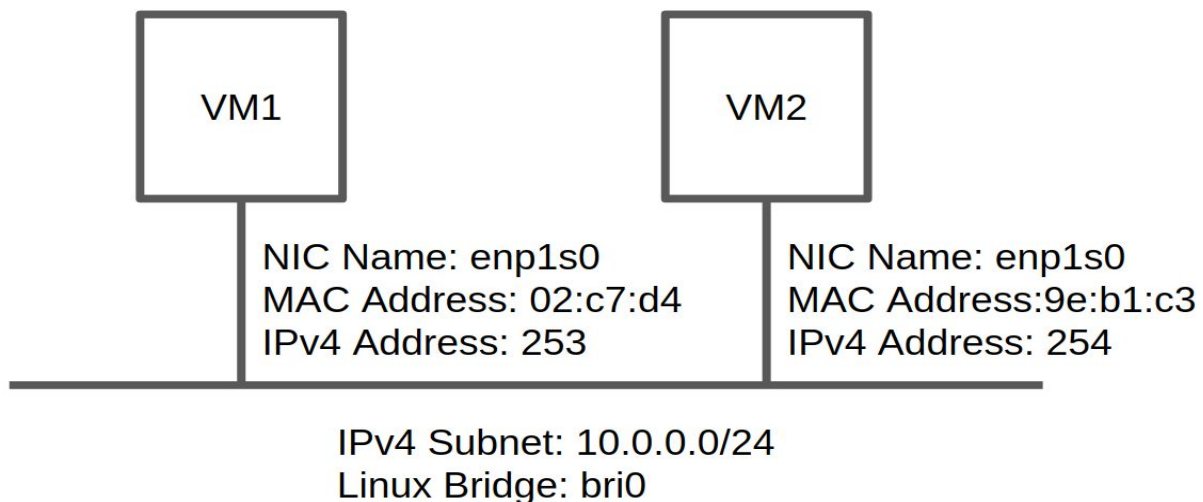 VM1
VM2
NIC Name: enp1s0
MAC Address: 02:c7:d4
IPv4 Address: 253
NIC Name: enp1s0
MAC Address:9e:b1:c3
IPv4 Address: 254
IPv4 Subnet: 10.0.0.0/24
Linux Bridge: bri0